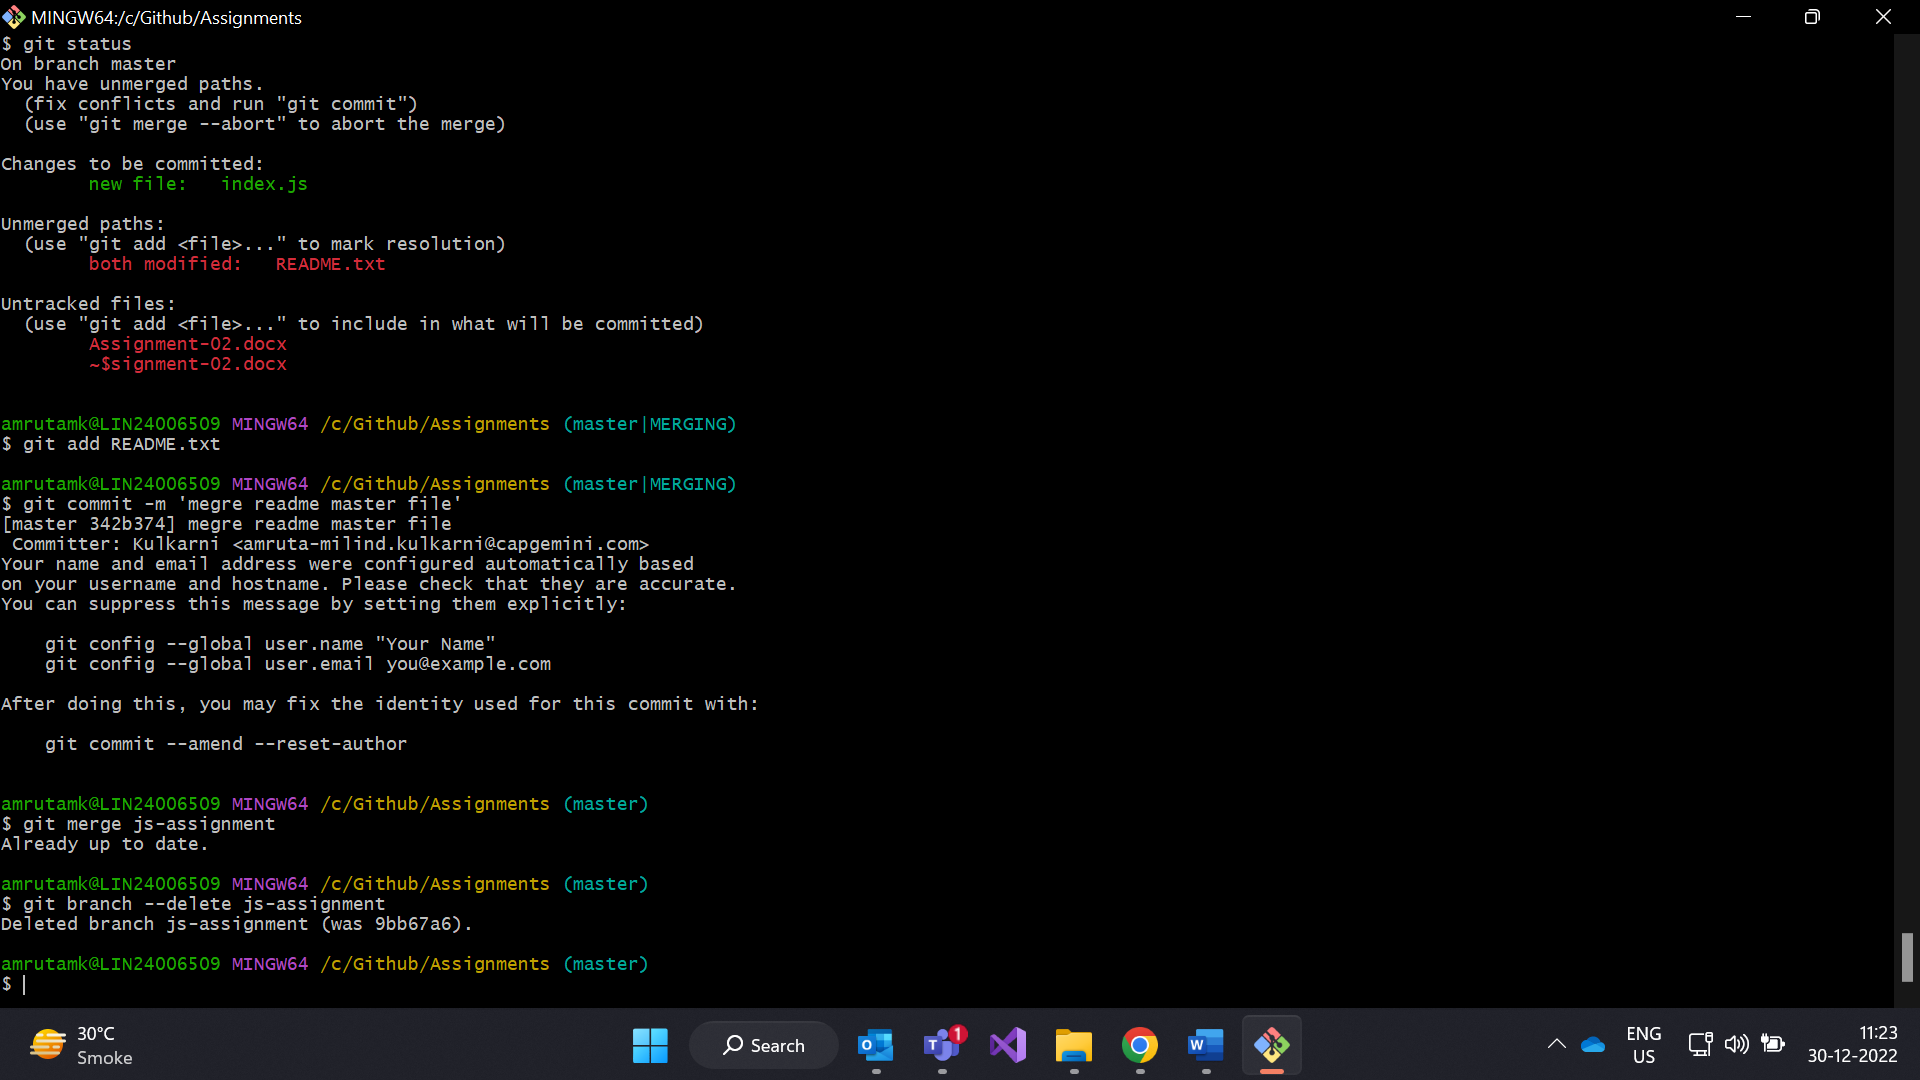 MINGW64:/c/Github/Assignments
$ git status
On branch master
You have unmerged paths.
  (fix conflicts and run "git commit")
  (use "git merge --abort" to abort the merge)
Changes to be committed:
        new file:   index.js
Unmerged paths:
  (use "git add <file>..." to mark resolution)
        both modified:   README.txt
Untracked files:
  (use "git add <file>..." to include in what will be committed)
        Assignment-02.docx
        ~$signment-02.docx
amrutamk@LIN24006509 MINGW64 /c/Github/Assignments (master|MERGING)
$ git add README.txt
amrutamk@LIN24006509 MINGW64 /c/Github/Assignments (master|MERGING)
$ git commit -m 'megre readme master file'
[master 342b374] megre readme master file
 Committer: Kulkarni <amruta-milind.kulkarni@capgemini.com>
Your name and email address were configured automatically based
on your username and hostname. Please check that they are accurate.
You can suppress this message by setting them explicitly:
    git config --global user.name "Your Name"
    git config --global user.email you@example.com
After doing this, you may fix the identity used for this commit with:
    git commit --amend --reset-author
amrutamk@LIN24006509 MINGW64 /c/Github/Assignments (master)
$ git merge js-assignment
Already up to date.
amrutamk@LIN24006509 MINGW64 /c/Github/Assignments (master)
$ git branch --delete js-assignment
Deleted branch js-assignment (was 9bb67a6).
amrutamk@LIN24006509 MINGW64 /c/Github/Assignments (master)
$
30°C
Smoke
Search
O
T
1
W
ENG
US
11:23
30-12-2022